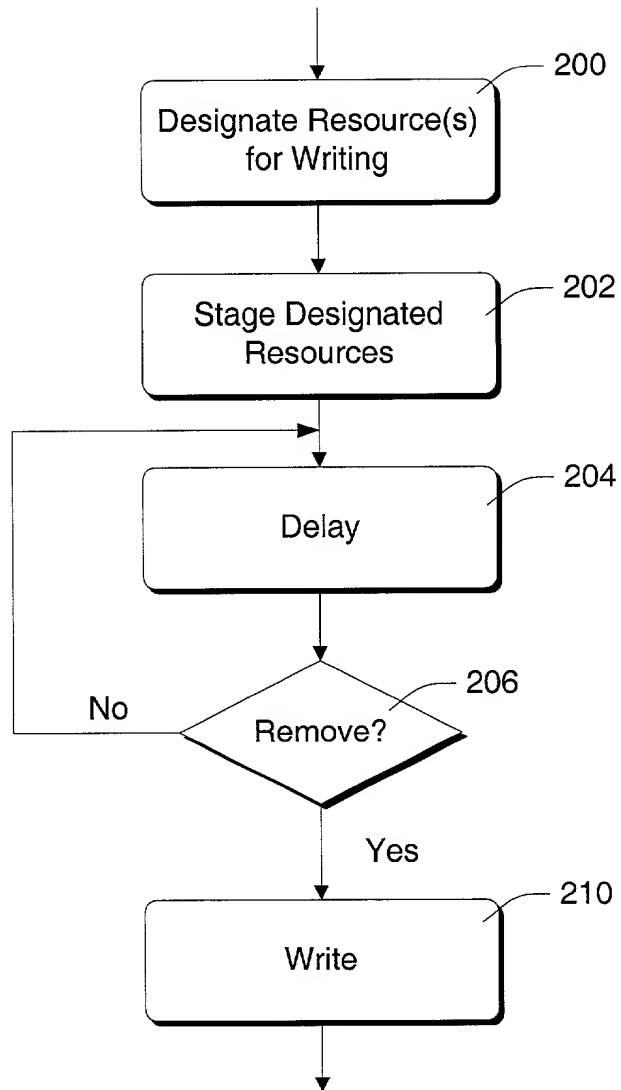 200
Designate Resource(s)
for Writing
202
Stage Designated
Resources
204
Delay
206
No
Remove?
Yes
210
Write